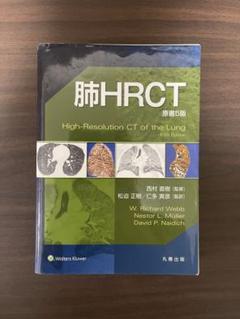 肺HRCT
原書5版
High-Resolution CT of the Lung
Fifth Edition
西村 直樹 [監修]
松迫 正樹/仁多 寅彦 [監訳]
W. Richard Webb
Nestor L. Müller
David P. Naidich
Wolters Kluwer
丸善出版